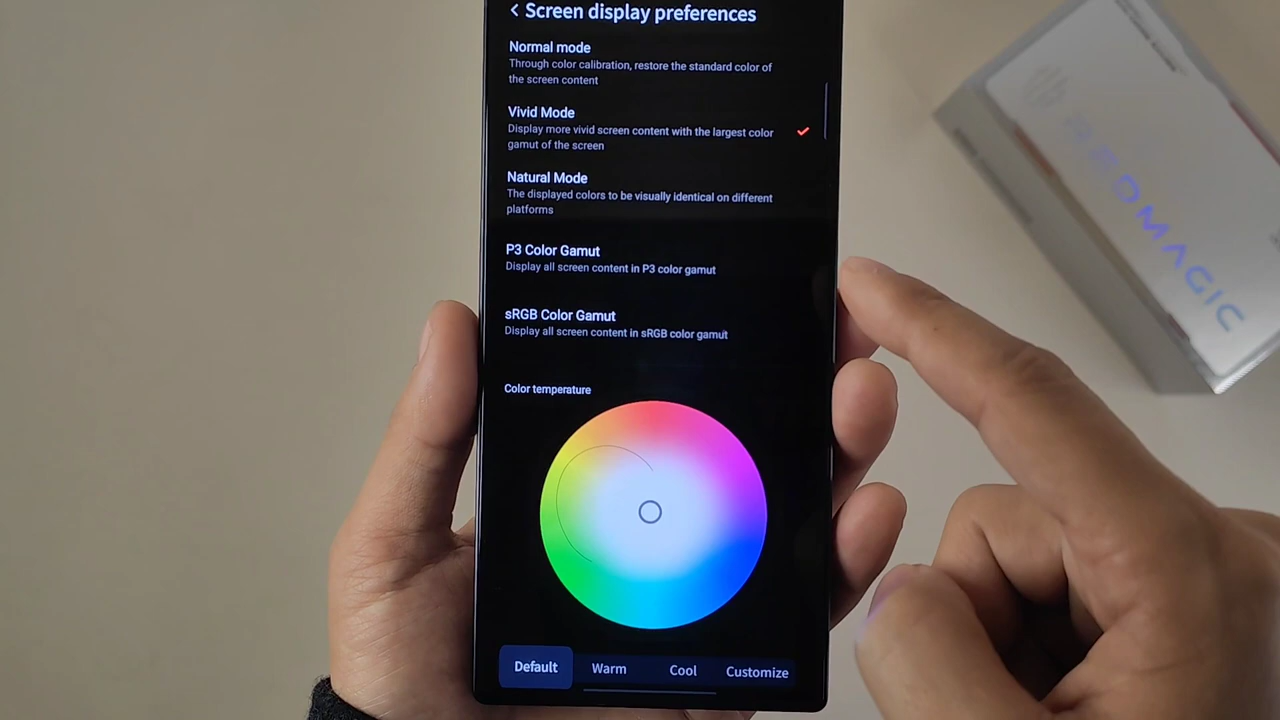 Screen display preferences
Normal mode
Through color calibration, restore the standard color of
the screen content
Vivid Mode
Display more vivid screen content with the largest color
gamut of the screen
Natural Mode
The displayed colors to be visually identical on different
platforms
P3 Color Gamut
Display all screen content in P3 color gamut
sRGB Color Gamut
Display all screen content in sRGB color gamut
Color temperature
Default
Warm
Cool
Customize
REDMAGIC